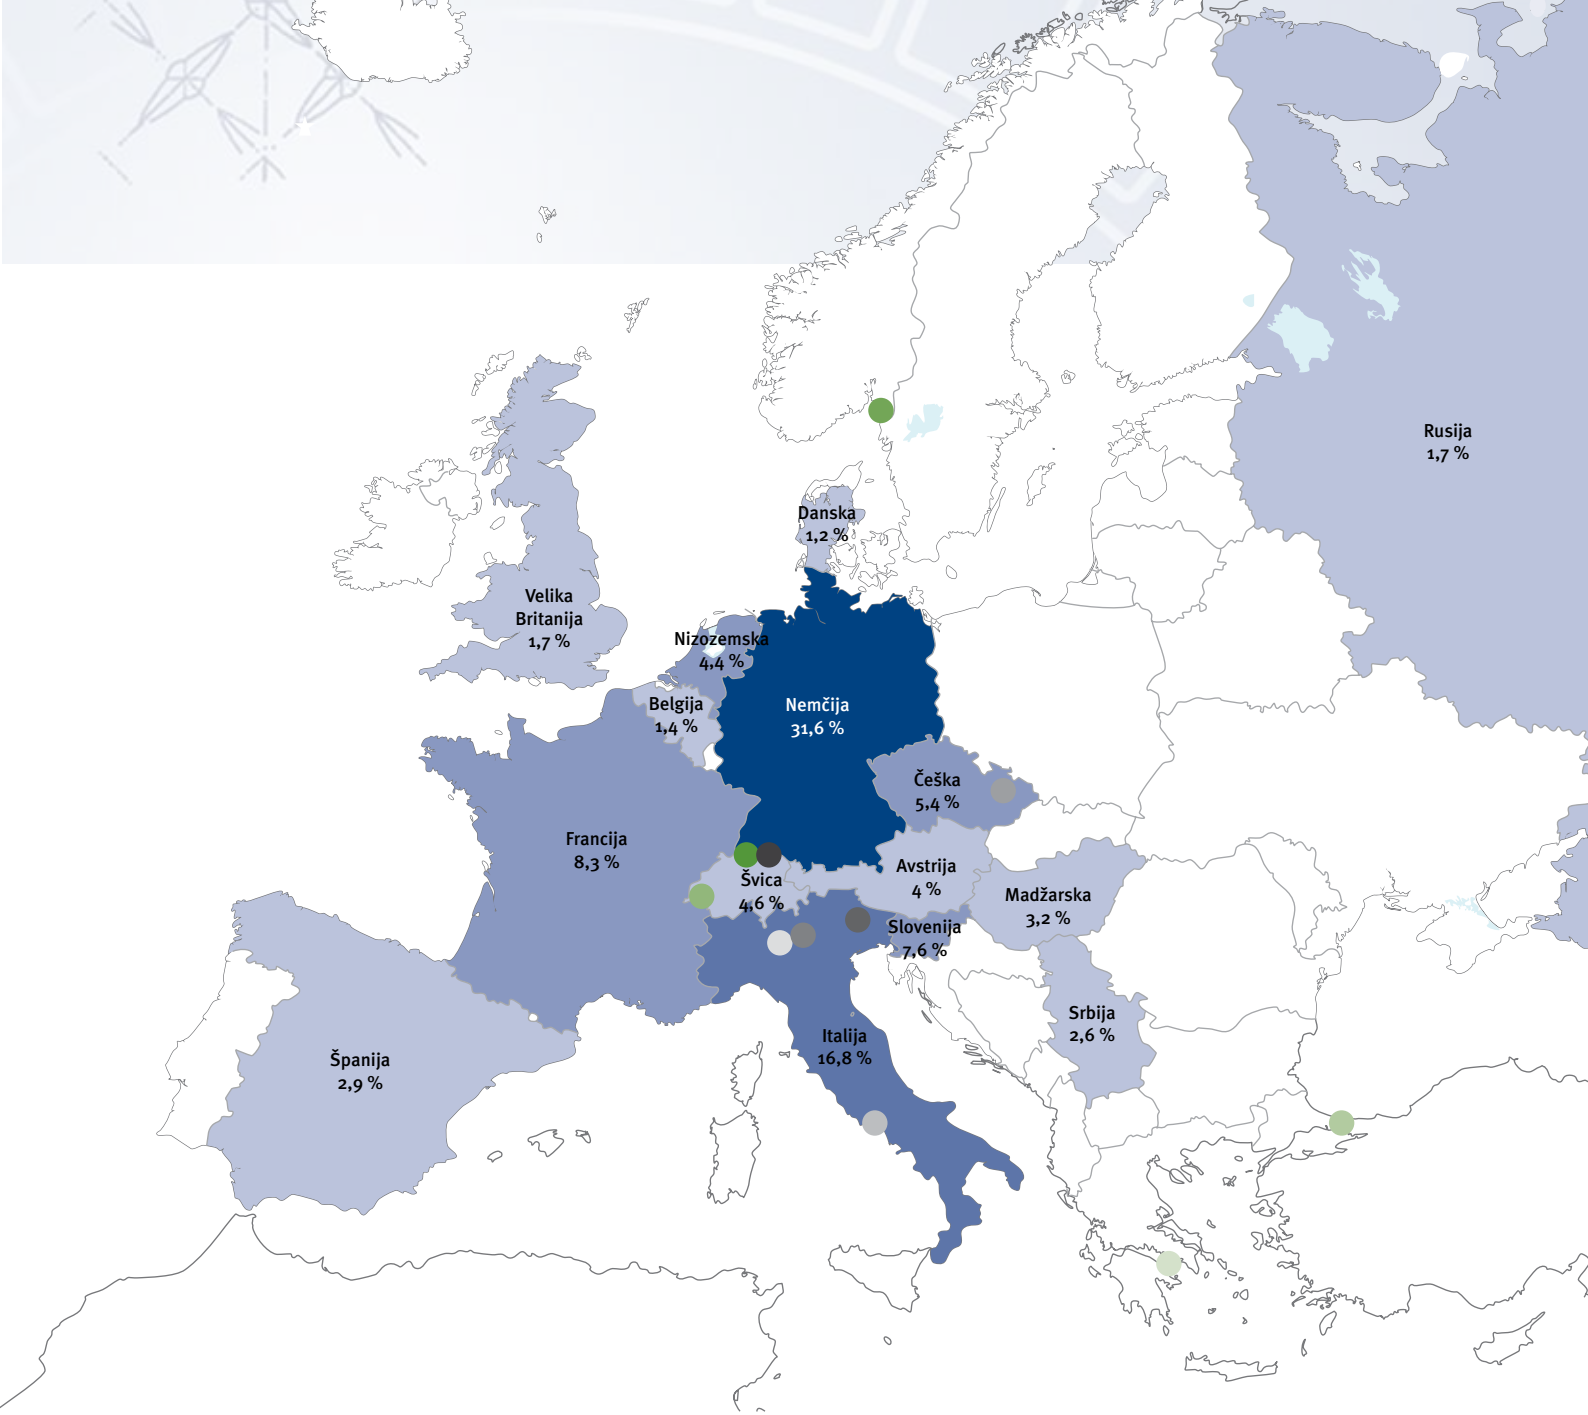 Rusija
1,7 %
Danska
1,2 %
Velika
Britanija
1,7 %
Nizozemska
4,4 %
Belgija
1,4 %
Nemčija
31,6 %
Češka
5,4 %
Francija
8,3 %
Švica
4,6 %
Avstrija
4 %
Madžarska
3,2 %
Slovenija
7,6 %
Srbija
2,6 %
Italija
16,8 %
Španija
2,9 %